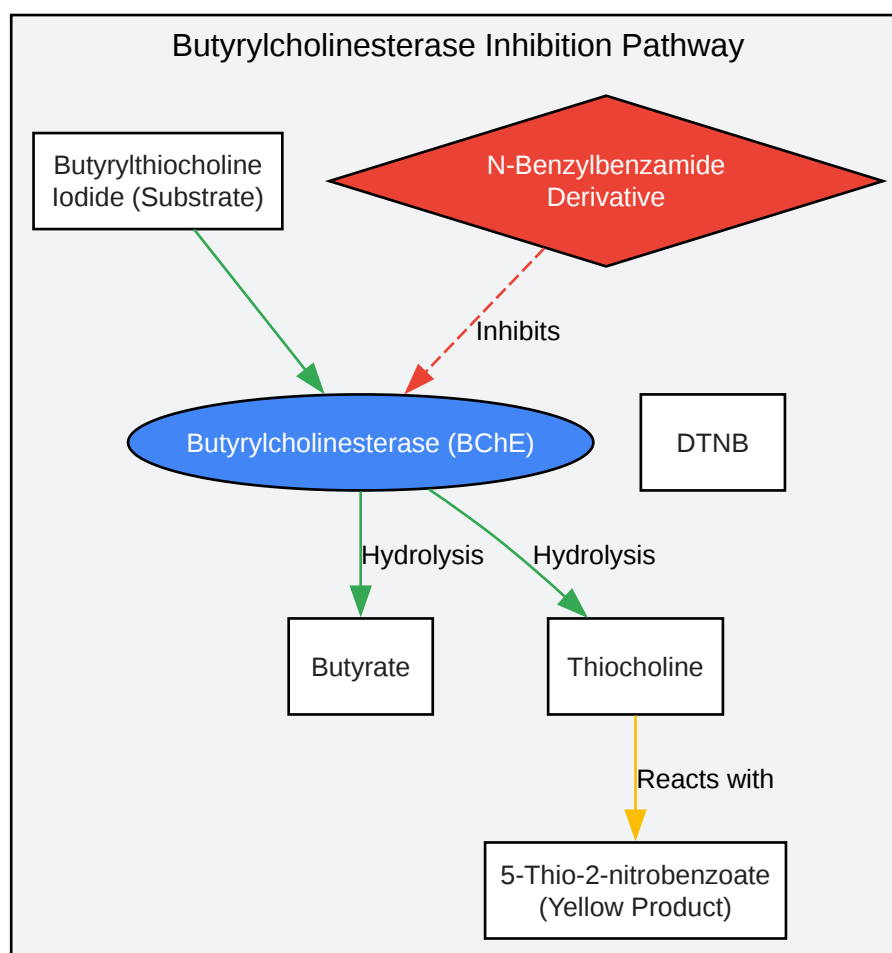 Butyrylcholinesterase Inhibition Pathway
Butyrylthiocholine
Iodide (Substrate)
N-Benzylbenzamide
Derivative
Inhibits
Butyrylcholinesterase (BChE)
DTNB
Hydrolysis
Hydrolysis
Butyrate
Thiocholine
Reacts with
5-Thio-2-nitrobenzoate
(Yellow Product)